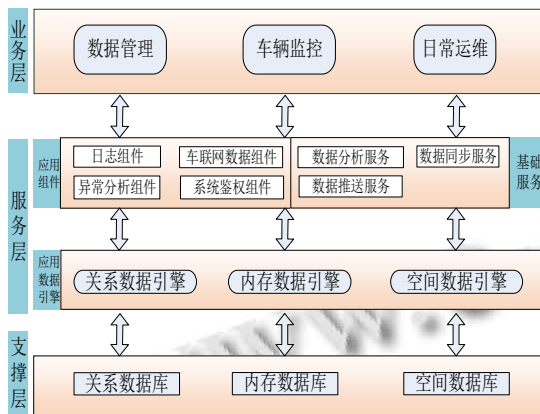 业务层
数据管理
车辆监控
日常运维
服务层
应用组件
日志组件
车联网数据组件
数据分析服务
数据同步服务
异常分析组件
系统鉴权组件
数据推送服务
基础服务
应用数据引擎
关系数据引擎
内存数据引擎
空间数据引擎
支撑层
关系数据库
内存数据库
空间数据库